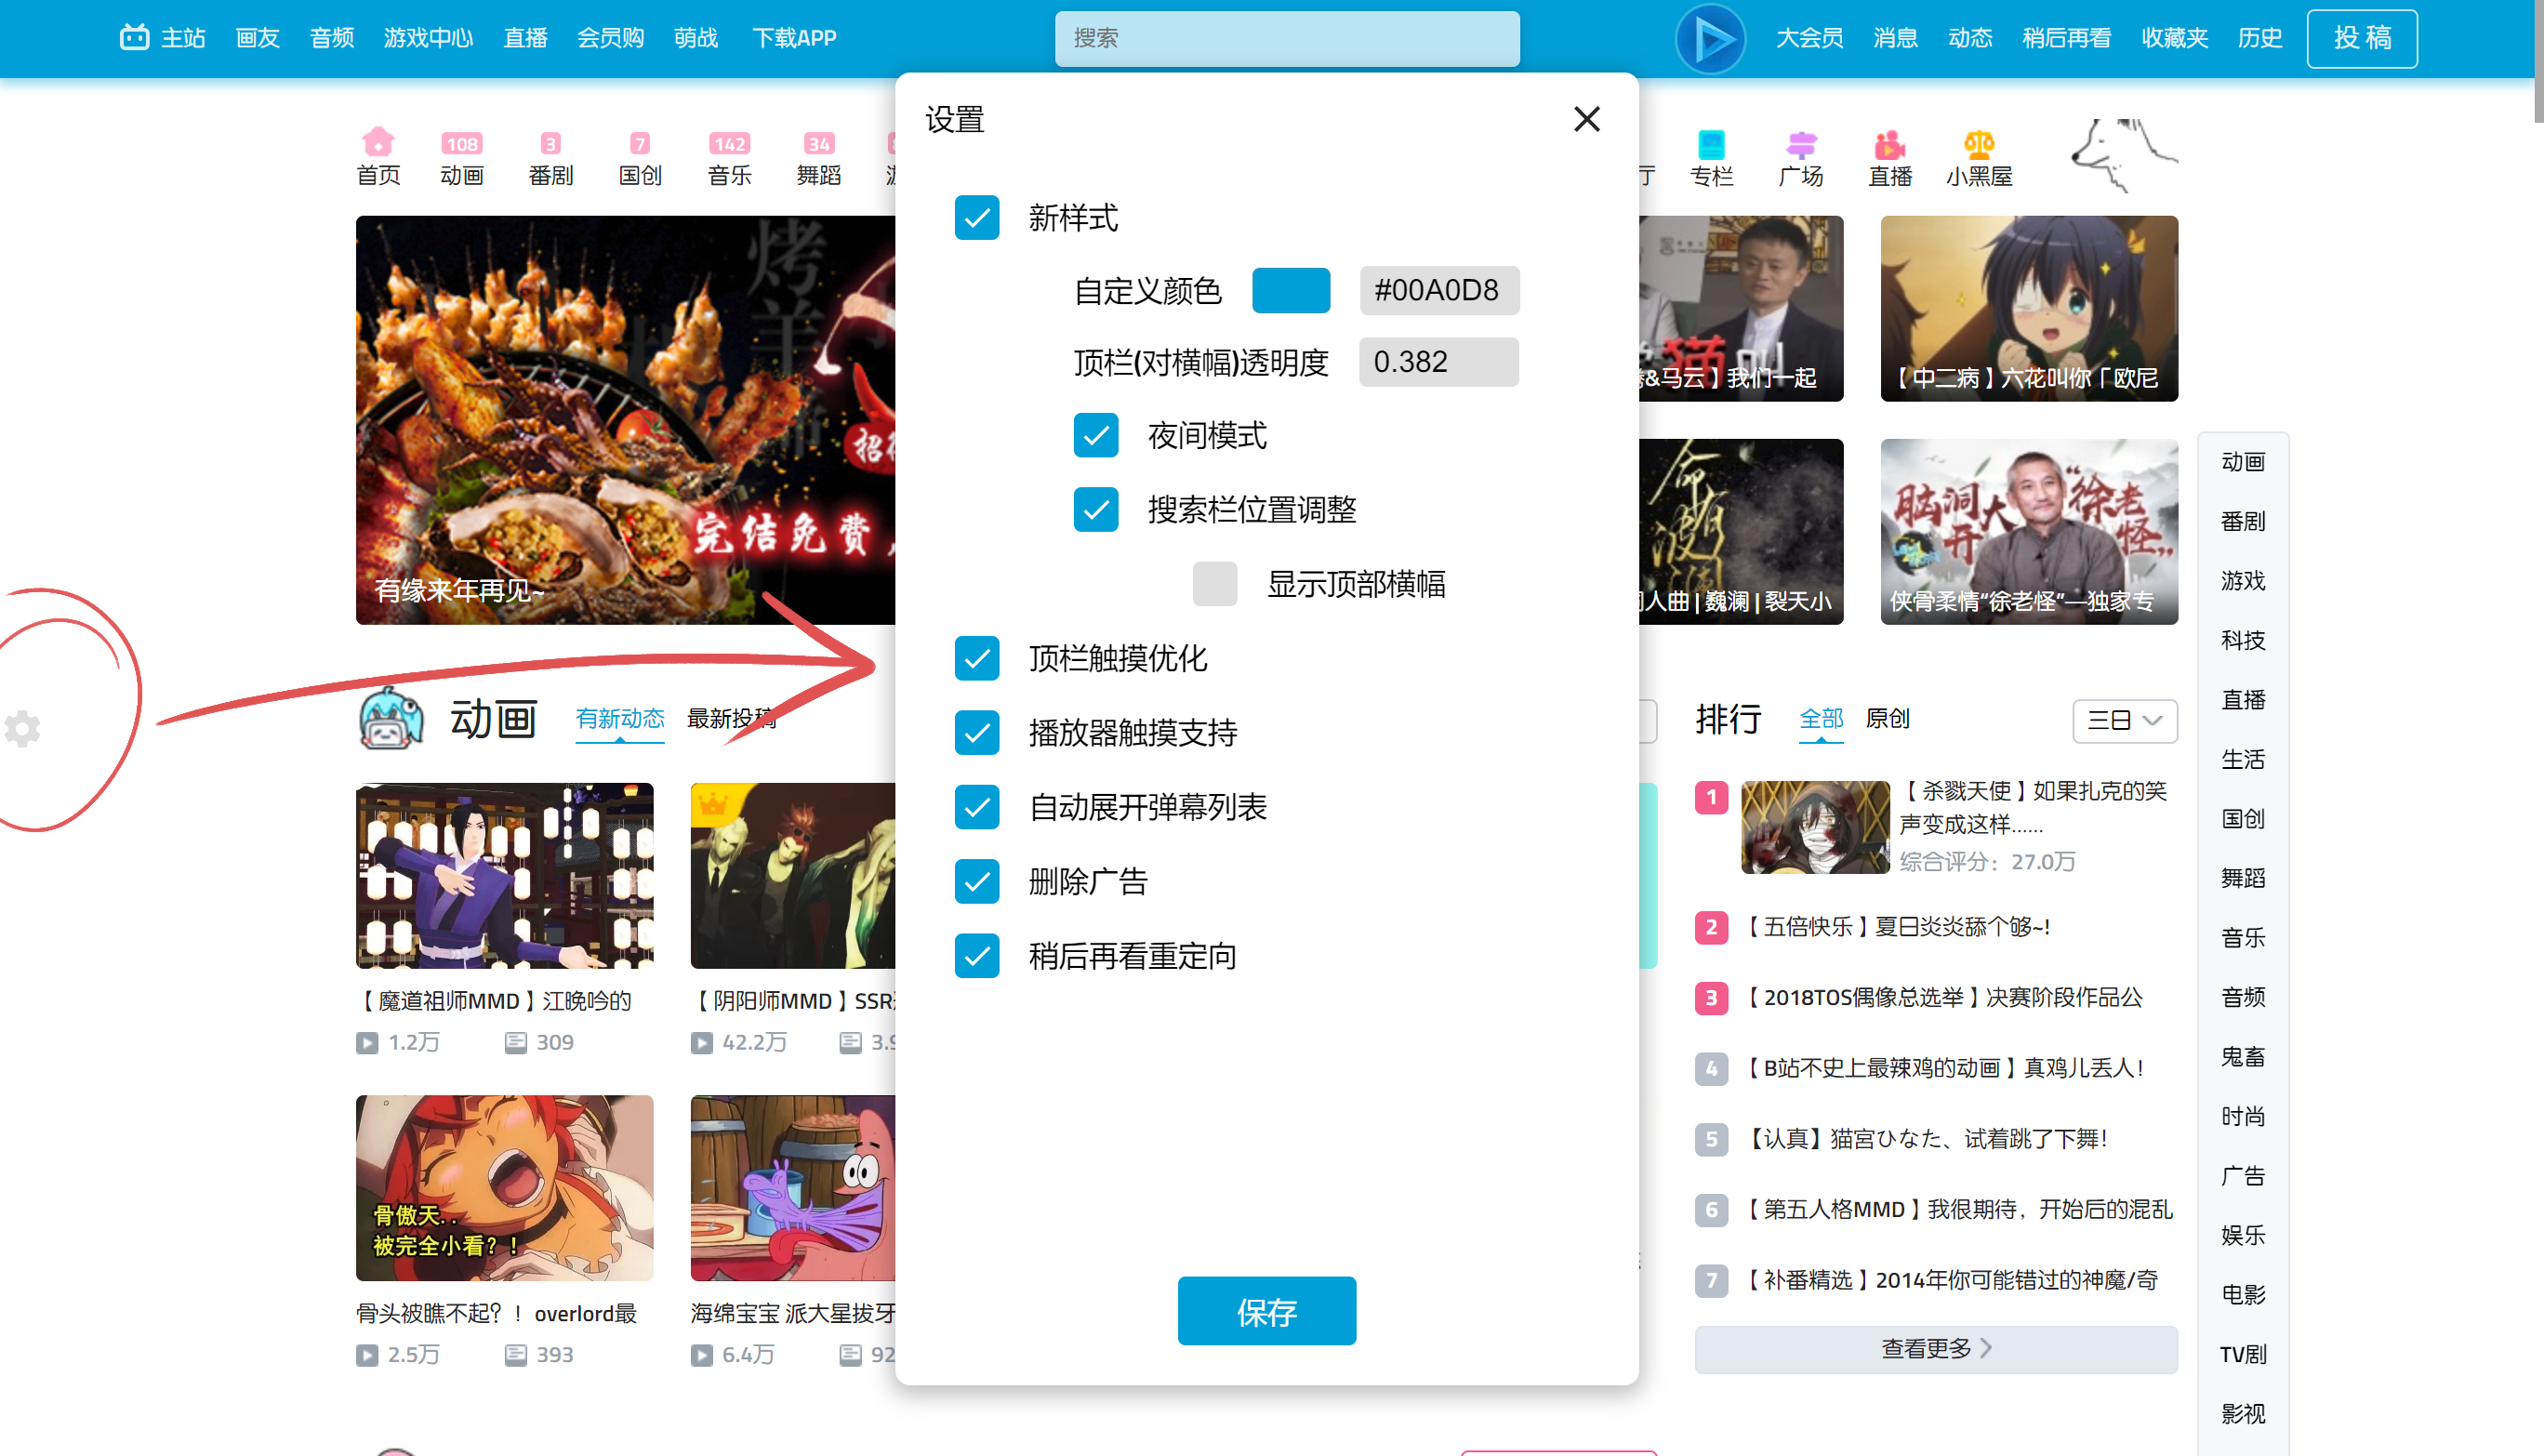 主站 画友 音频 游戏中心 直播 会员购 萌战 下载APP 搜索 大会员 消息 动态 稍后再看 收藏夹 历史 投稿
108 3 7 142 34
首页 动画 番剧 国创 音乐 舞蹈 专栏 广场 直播 小黑屋
设置
新样式
自定义颜色 #00A0D8
顶栏(对横幅)透明度 0.382
夜间模式
搜索栏位置调整
显示顶部横幅
顶栏触摸优化
播放器触摸支持
自动展开弹幕列表
删除广告
稍后再看重定向
保存
烤羊
完结免费
有缘来年再见~
猫叫
&马云】我们一起
【中二病】六花叫你「欧尼
人曲 | 巍澜 | 裂天小
脑洞大开“徐老怪”
侠骨柔情“徐老怪”—独家专
动画 有新动态 最新投稿
【魔道祖师MMD】江晚吟的
1.2万 309
【阴阳师MMD】SSR
42.2万 3.9
骨傲天..
被完全小看?!
骨头被瞧不起？！overlord最
2.5万 393
海绵宝宝 派大星拔牙
6.4万 92
排行 全部 原创 三日
1 【杀戮天使】如果扎克的笑
声变成这样......
综合评分：27.0万
2 【五倍快乐】夏日炎炎舔个够~!
3 【2018TOS偶像总选举】决赛阶段作品公
4 【B站不史上最辣鸡的动画】真鸡儿丢人！
5 【认真】猫宫ひなた、试着跳了下舞！
6 【第五人格MMD】我很期待，开始后的混乱
7 【补番精选】2014年你可能错过的神魔/奇
查看更多
动画
番剧
游戏
科技
直播
生活
国创
舞蹈
音乐
音频
鬼畜
时尚
广告
娱乐
电影
TV剧
影视